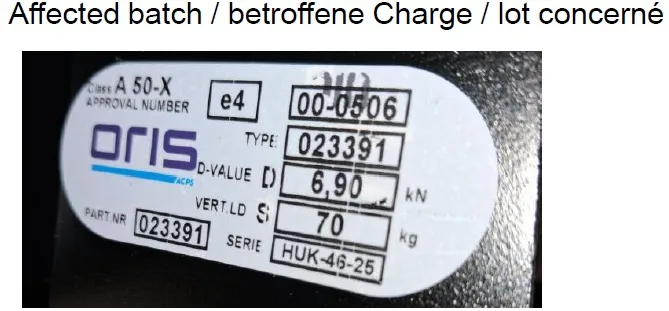 Affected batch / betroffene Charge / lot concerné
Class A 50-X
APPROVAL NUMBER e4 00-0506
ORIS
ACPS
TYPE 023391
D-VALUE D 6,90 kN
VERT.LD S 70 kg
PART.NR 023391
SERIE HUK-46-25